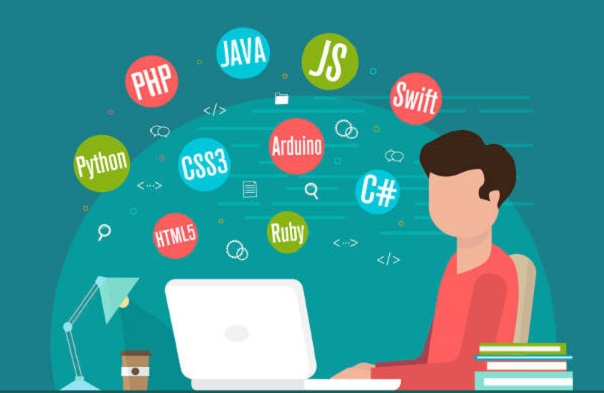 JAVA
JS
PHP
Swift
</>
Arduino
Python
CSS3
<...>
C#
HTML5
Ruby
<...>
</>